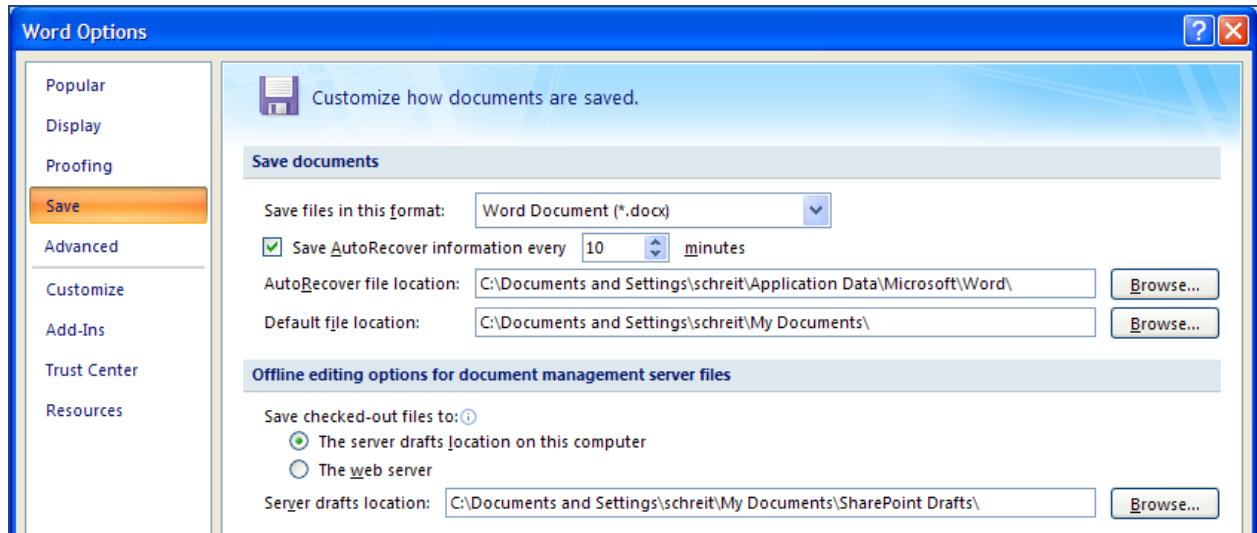 Word Options
Popular
Display
Proofing
Save
Advanced
Customize
Add-Ins
Trust Center
Resources
Customize how documents are saved.
Save documents
Save files in this format: Word Document (*.docx)
Save AutoRecover information every 10 minutes
AutoRecover file location: C:\Documents and Settings\schreit\Application Data\Microsoft\Word\ Browse...
Default file location: C:\Documents and Settings\schreit\My Documents\ Browse...
Offline editing options for document management server files
Save checked-out files to:
The server drafts location on this computer
The web server
Server drafts location: C:\Documents and Settings\schreit\My Documents\SharePoint Drafts\ Browse...